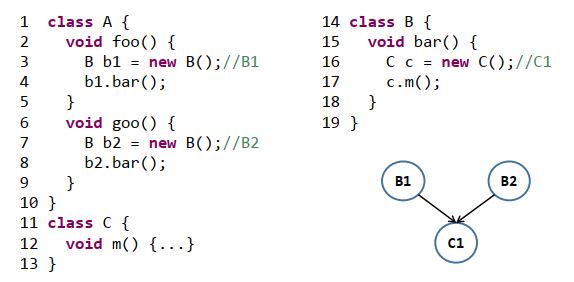 1 class A {
2 void foo() {
3 B b1 = new B();//B1
4 b1.bar();
5 }
6 void goo() {
7 B b2 = new B();//B2
8 b2.bar();
9 }
10 }
11 class C {
12 void m() {...}
13 }
14 class B {
15 void bar() {
16 C c = new C();//C1
17 c.m();
18 }
19 }
B1 B2
C1